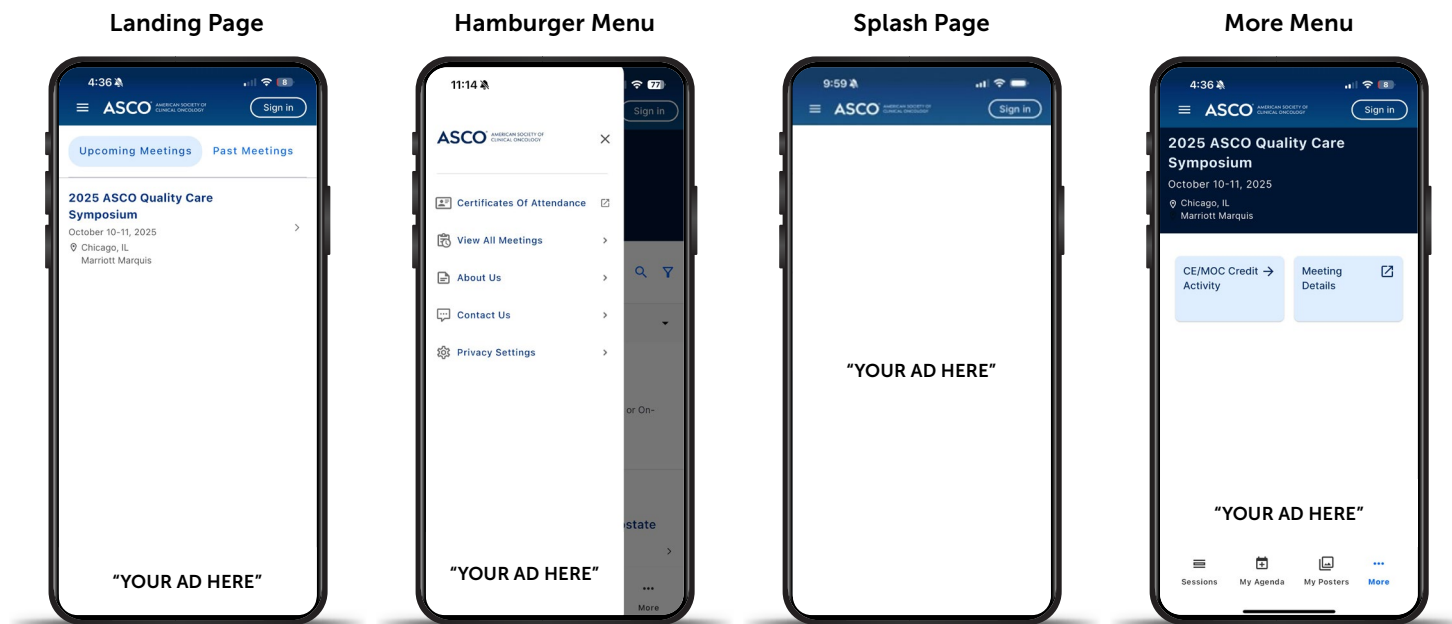 Landing Page
4:36
8
ASCO
AMERICAN SOCIETY OF
CLINICAL ONCOLOGY
Sign in
Upcoming Meetings
Past Meetings
2025 ASCO Quality Care
Symposium
October 10-11, 2025
Chicago, IL
Marriott Marquis
"YOUR AD HERE"
Hamburger Menu
11:14
77
Sign in
ASCO
AMERICAN SOCIETY OF
CLINICAL ONCOLOGY
Certificates Of Attendance
View All Meetings
About Us
Contact Us
Privacy Settings
or On-
state
"YOUR AD HERE"
More
Splash Page
9:59
ASCO
AMERICAN SOCIETY OF
CLINICAL ONCOLOGY
Sign in
"YOUR AD HERE"
More Menu
4:36
8
ASCO
AMERICAN SOCIETY OF
CLINICAL ONCOLOGY
Sign in
2025 ASCO Quality Care
Symposium
October 10-11, 2025
Chicago, IL
Marriott Marquis
CE/MOC Credit
Activity
Meeting
Details
"YOUR AD HERE"
Sessions
My Agenda
My Posters
More